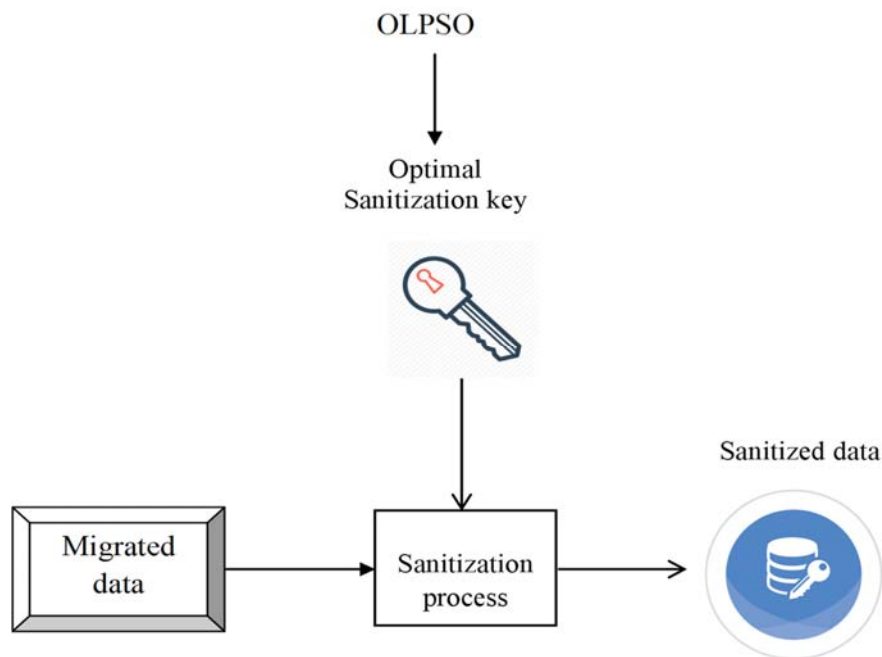 OLPSO
Optimal
Sanitization key
Sanitized data
Migrated
data
Sanitization
process